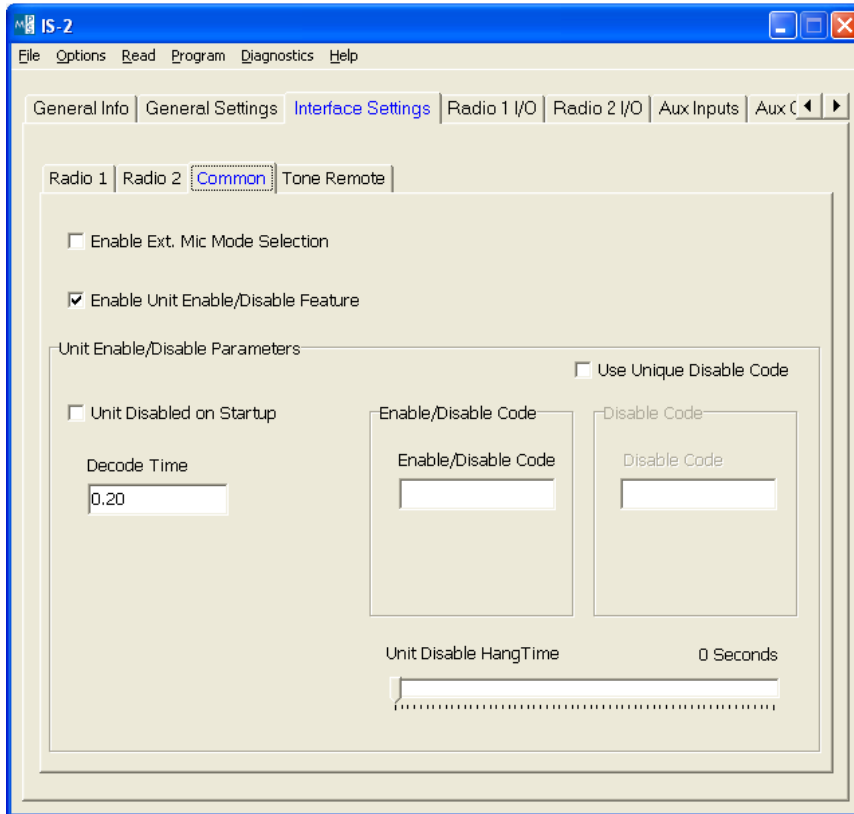 IS-2
File Options Read Program Diagnostics Help
General Info General Settings Interface Settings Radio 1 I/O Radio 2 I/O Aux Inputs Aux
Radio 1 Radio 2 Common Tone Remote
Enable Ext. Mic Mode Selection
Enable Unit Enable/Disable Feature
Unit Enable/Disable Parameters
Use Unique Disable Code
Unit Disabled on Startup
Enable/Disable Code
Disable Code
Decode Time
Enable/Disable Code
Disable Code
0.20
Unit Disable HangTime
0 Seconds